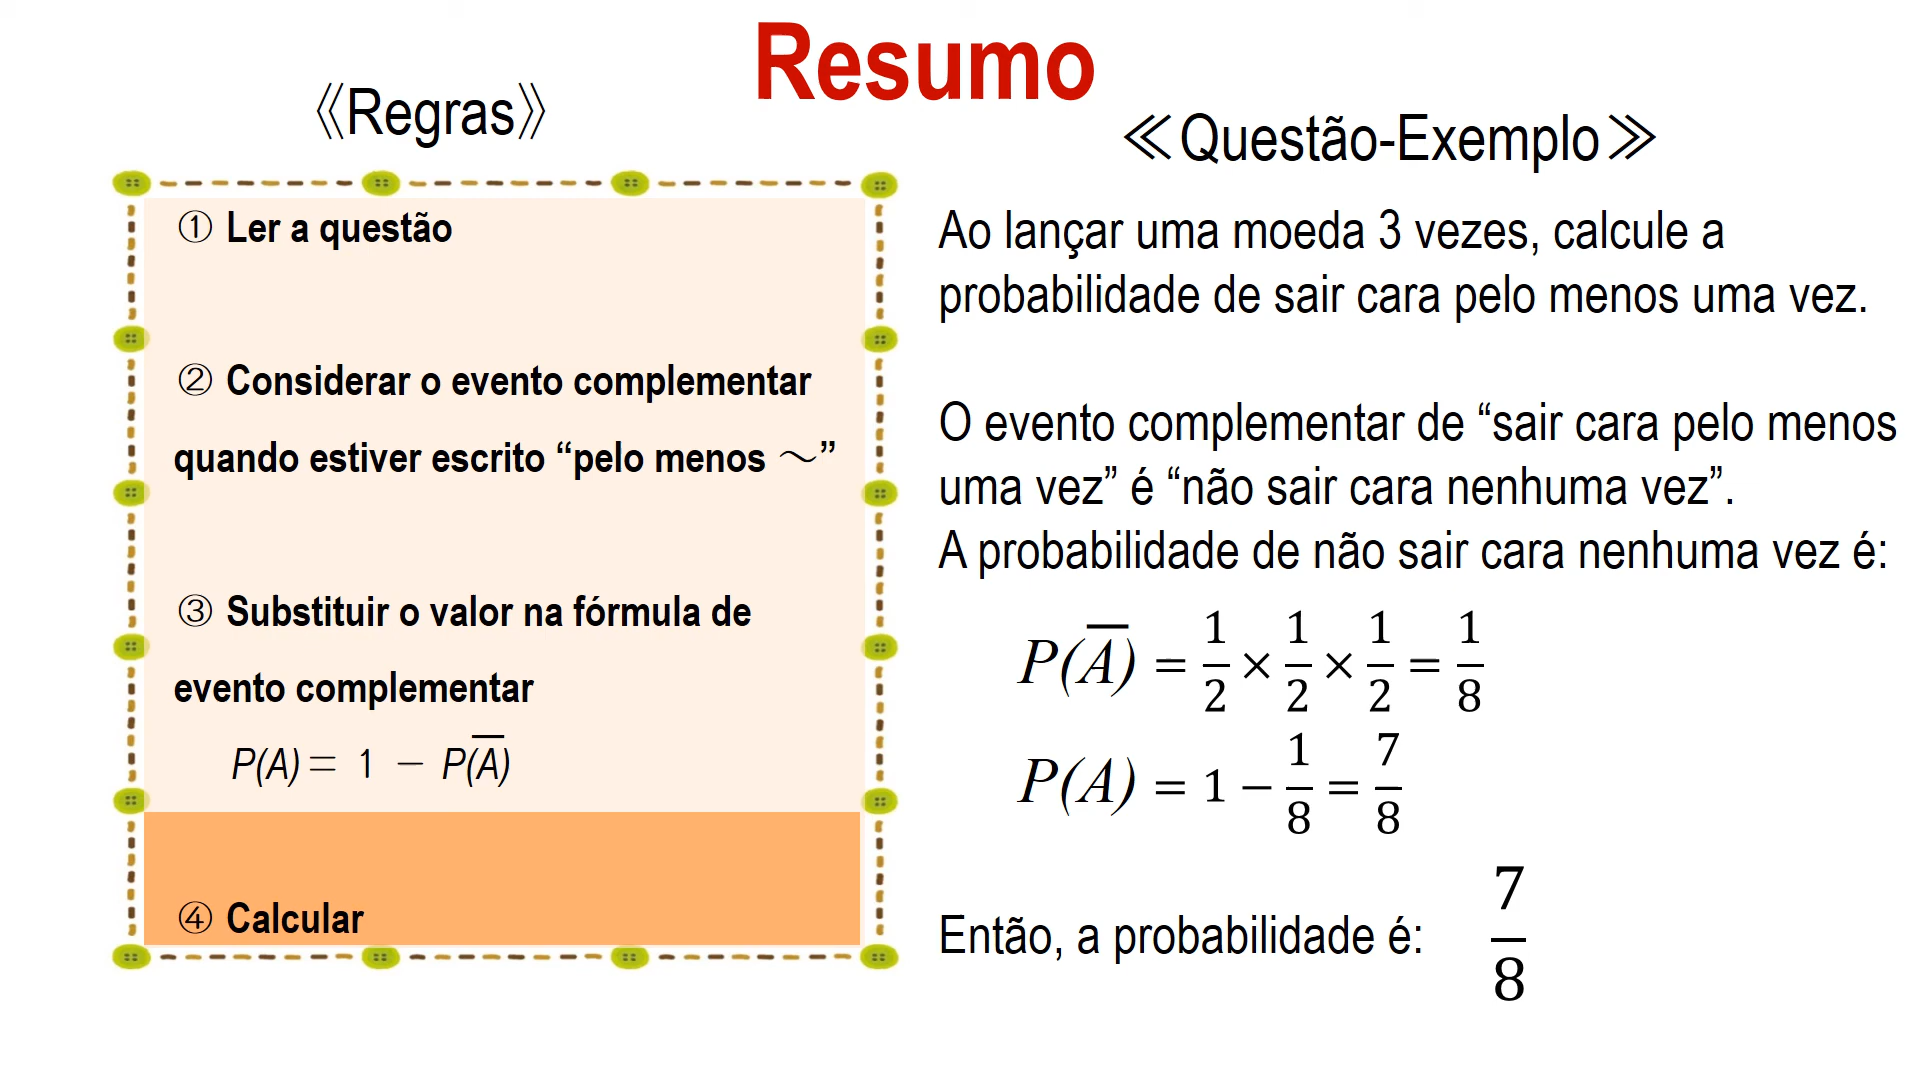 Resumo
《Regras》
① Ler a questão
② Considerar o evento complementar
quando estiver escrito “pelo menos ～”
③ Substituir o valor na fórmula de
evento complementar
P(A)＝ 1 － P(A̅)
④ Calcular
≪Questão-Exemplo≫
Ao lançar uma moeda 3 vezes, calcule a
probabilidade de sair cara pelo menos uma vez.
O evento complementar de “sair cara pelo menos
uma vez” é “não sair cara nenhuma vez”.
A probabilidade de não sair cara nenhuma vez é:
P(A̅) = 1/2 × 1/2 × 1/2 = 1/8
P(A) = 1 − 1/8 = 7/8
Então, a probabilidade é: 7/8